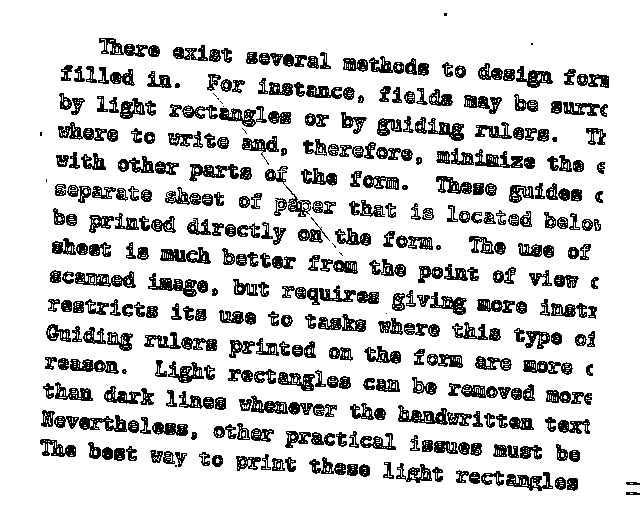 There exist several methods to design form
filled in. For instance, fields may be surro
by light rectangles or by guiding rulers. Th
where to write and, therefore, minimize the e
with other parts of the form. These guides c
separate sheet of paper that is located below
be printed directly on the form. The use of
sheet is much better from the point of view o
scanned image, but requires giving more instr
restricts its use to tasks where this type of
Guiding rulers printed on the form are more c
reason. Light rectangles can be removed more
than dark lines whenever the handwritten text
Nevertheless, other practical issues must be
The best way to print these light rectangles